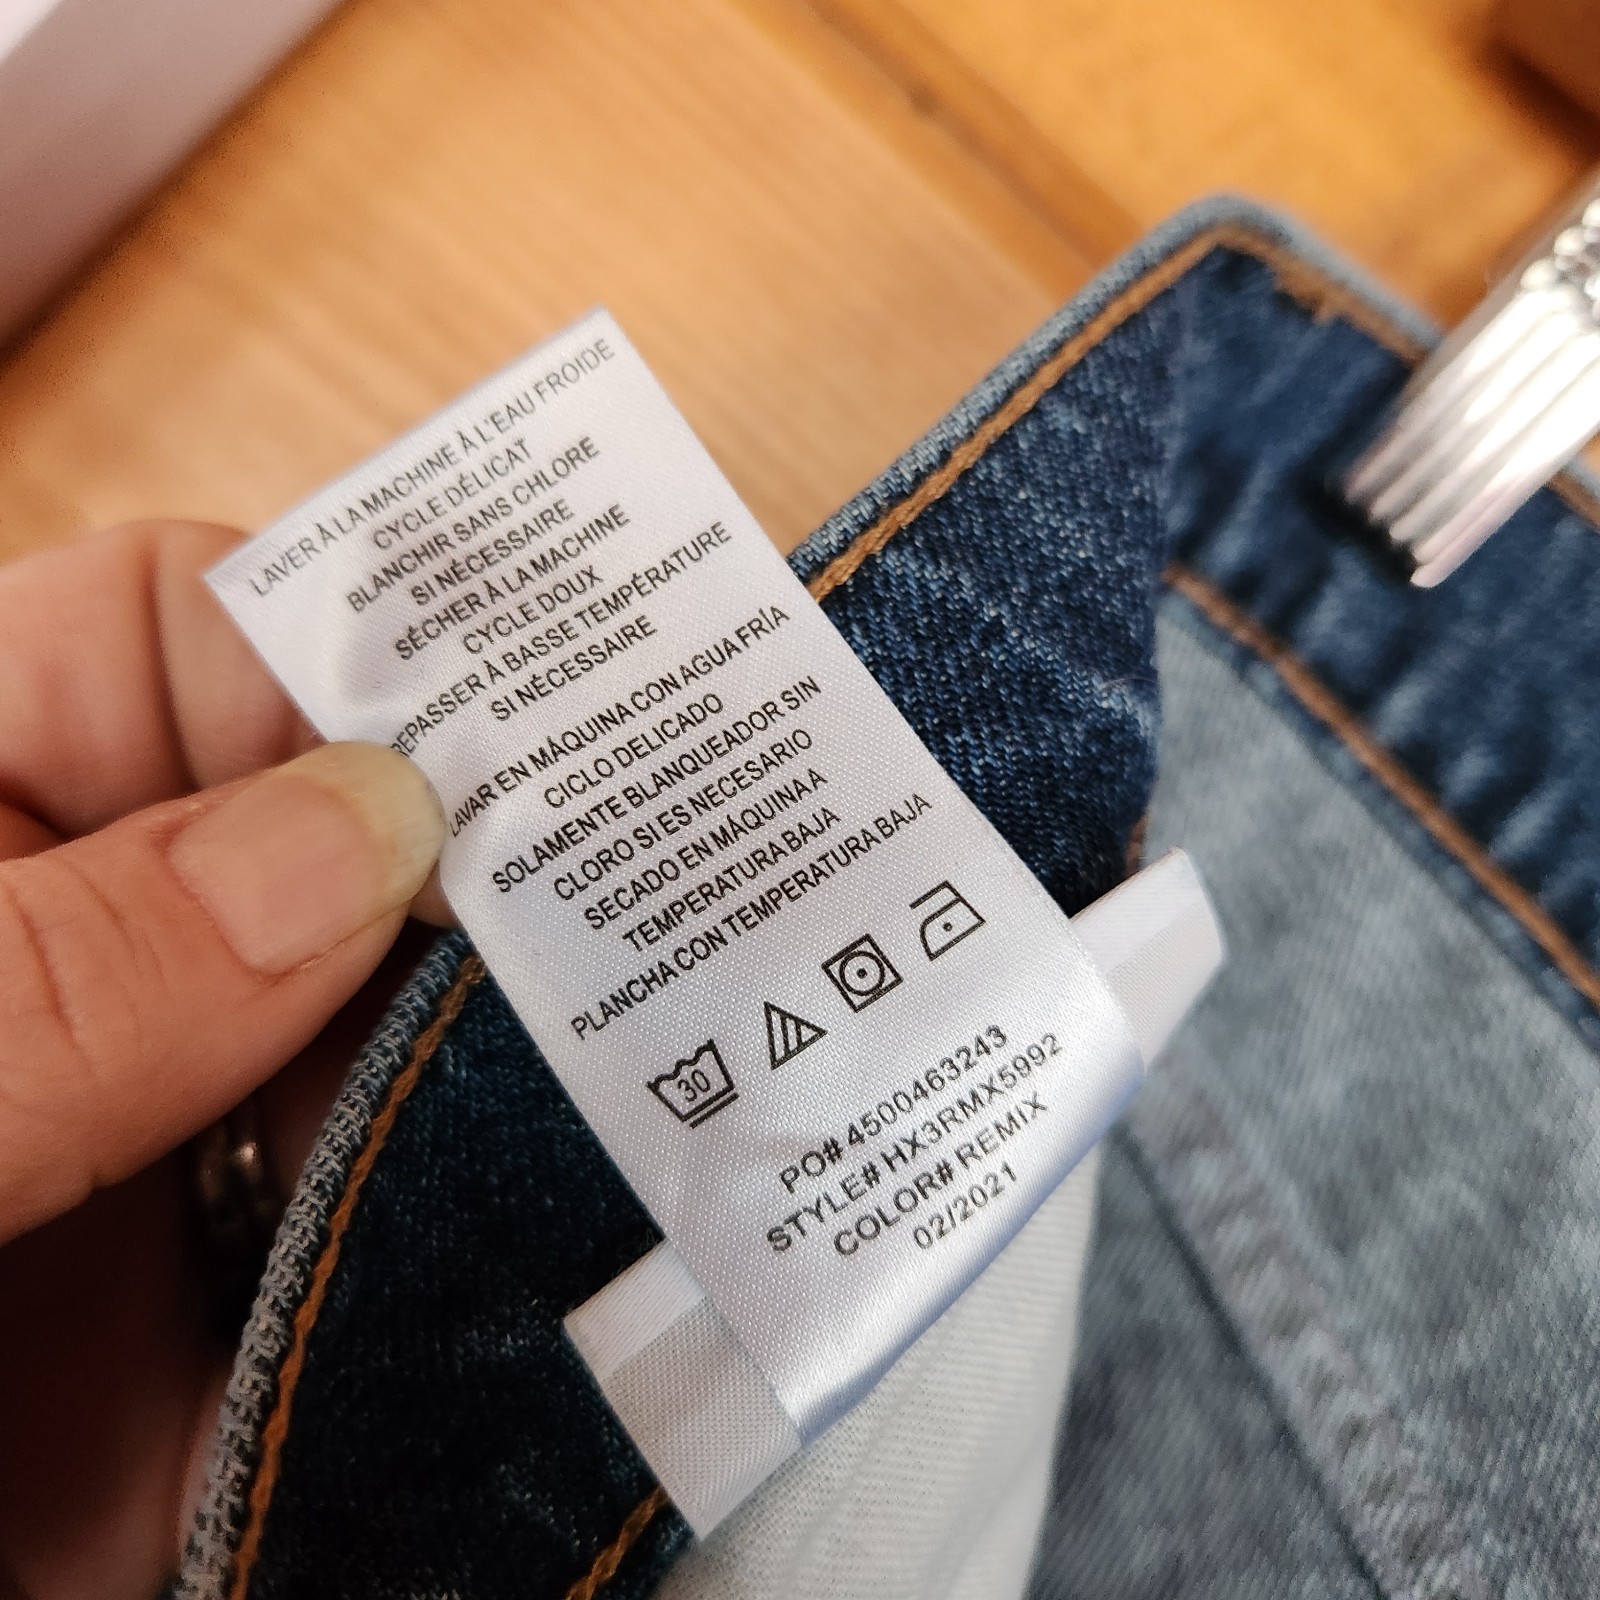 LAVER À LA MACHINE À L'EAU FROIDE
CYCLE DÉLICAT
BLANCHIR SANS CHLORE
SI NÉCESSAIRE
SÉCHER À LA MACHINE
CYCLE DOUX
REPASSER À BASSE TEMPÉRATURE
SI NÉCESSAIRE
LAVAR EN MÁQUINA CON AGUA FRÍA
CICLO DELICADO
SOLAMENTE BLANQUEADOR SIN
CLORO SI ES NECESARIO
SECADO EN MÁQUINA A
TEMPERATURA BAJA
PLANCHA CON TEMPERATURA BAJA
30
PO# 4500463243
STYLE# HX3RMX5992
COLOR# REMIX
02/2021